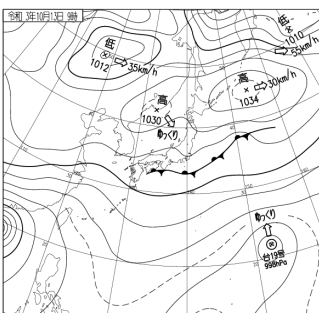 令和 3年10月13日 9時
低
1012
35km/h
高
1030
ゆっくり
低
1010
55km/h
高
1034
30km/h
ゆっくり
台19号
998hPa